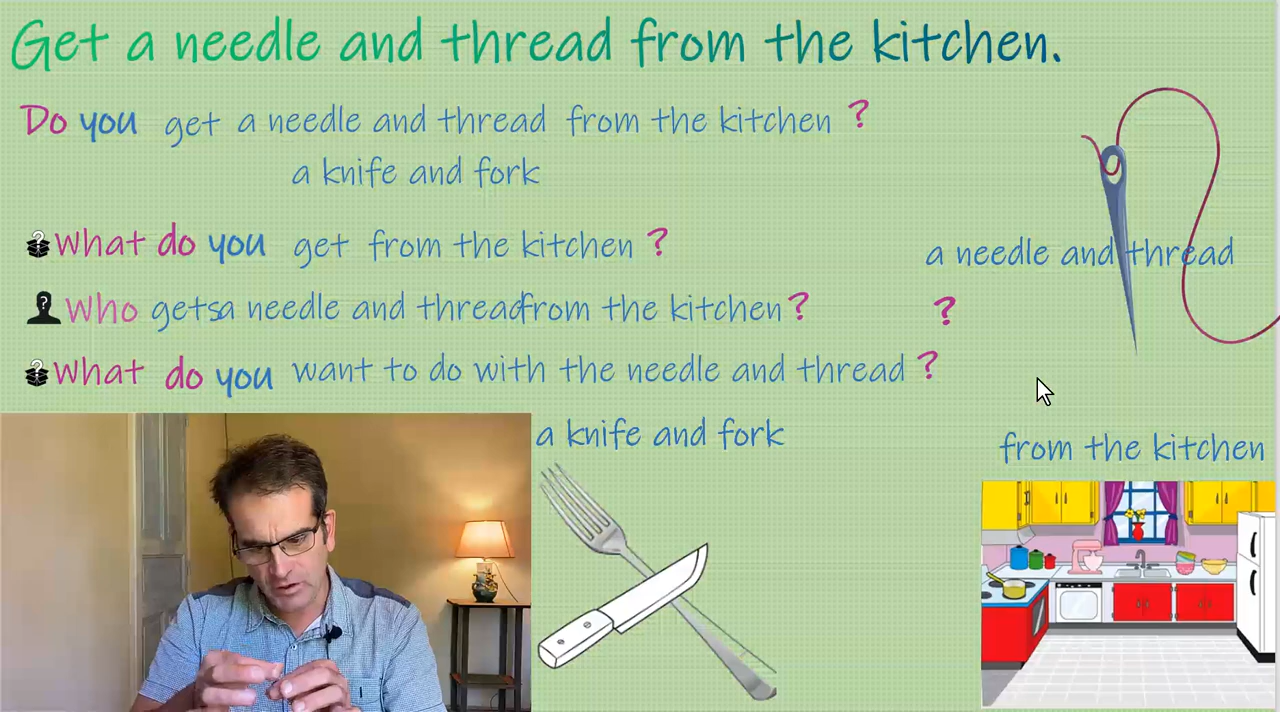 Get a needle and thread from the kitchen.
Do you get a needle and thread from the kitchen ?
a knife and fork
What do you get from the kitchen ?
a needle and thread
Who getsa needle and threadfrom the kitchen ? ?
What do you want to do with the needle and thread ?
a knife and fork
from the kitchen